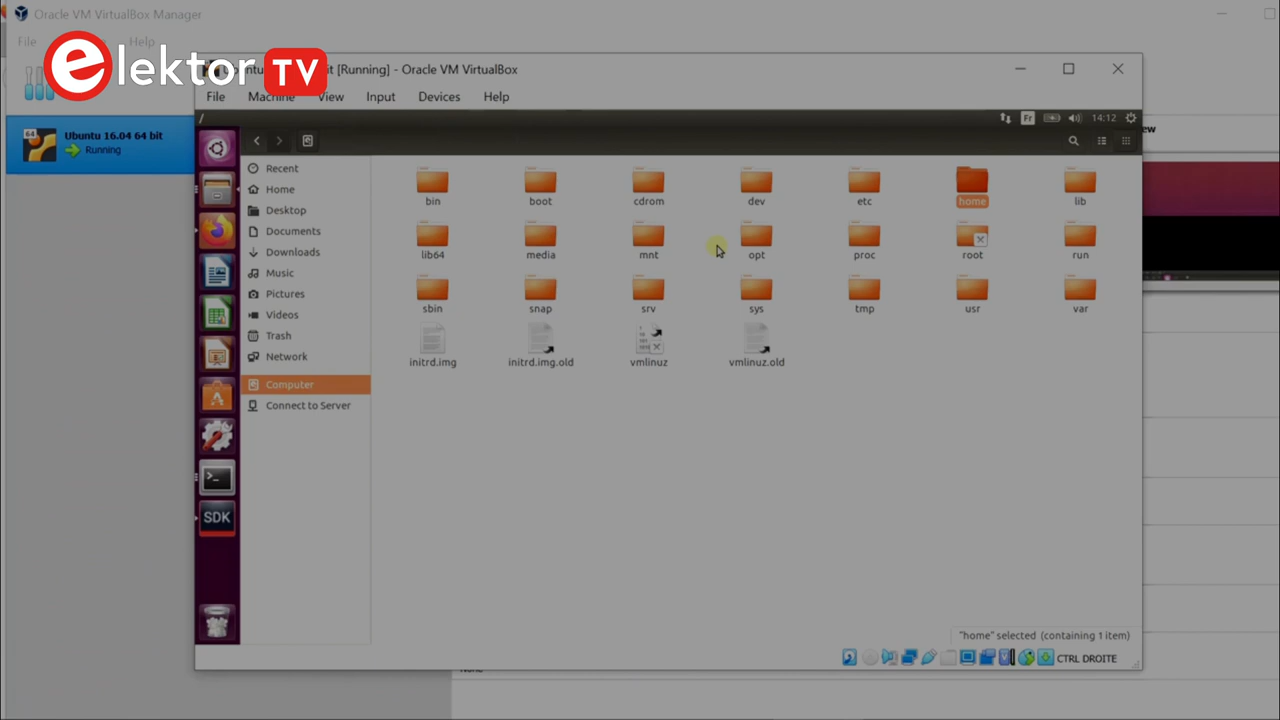 Oracle VM VirtualBox Manager
File
Help
elektor TV
it [Running] - Oracle VM VirtualBox
File Machine View Input Devices Help
/
Fr
14:12
64
Ubuntu 16.04 64 bit
Running
Recent
Home
Desktop
Documents
Downloads
Music
Pictures
Videos
Trash
Network
Computer
Connect to Server
bin boot cdrom dev etc home lib
lib64 media mnt opt proc root run
sbin snap srv sys tmp usr var
initrd.img initrd.img.old vmlinuz vmlinuz.old
SDK
"home" selected (containing 1 item)
CTRL DROITE